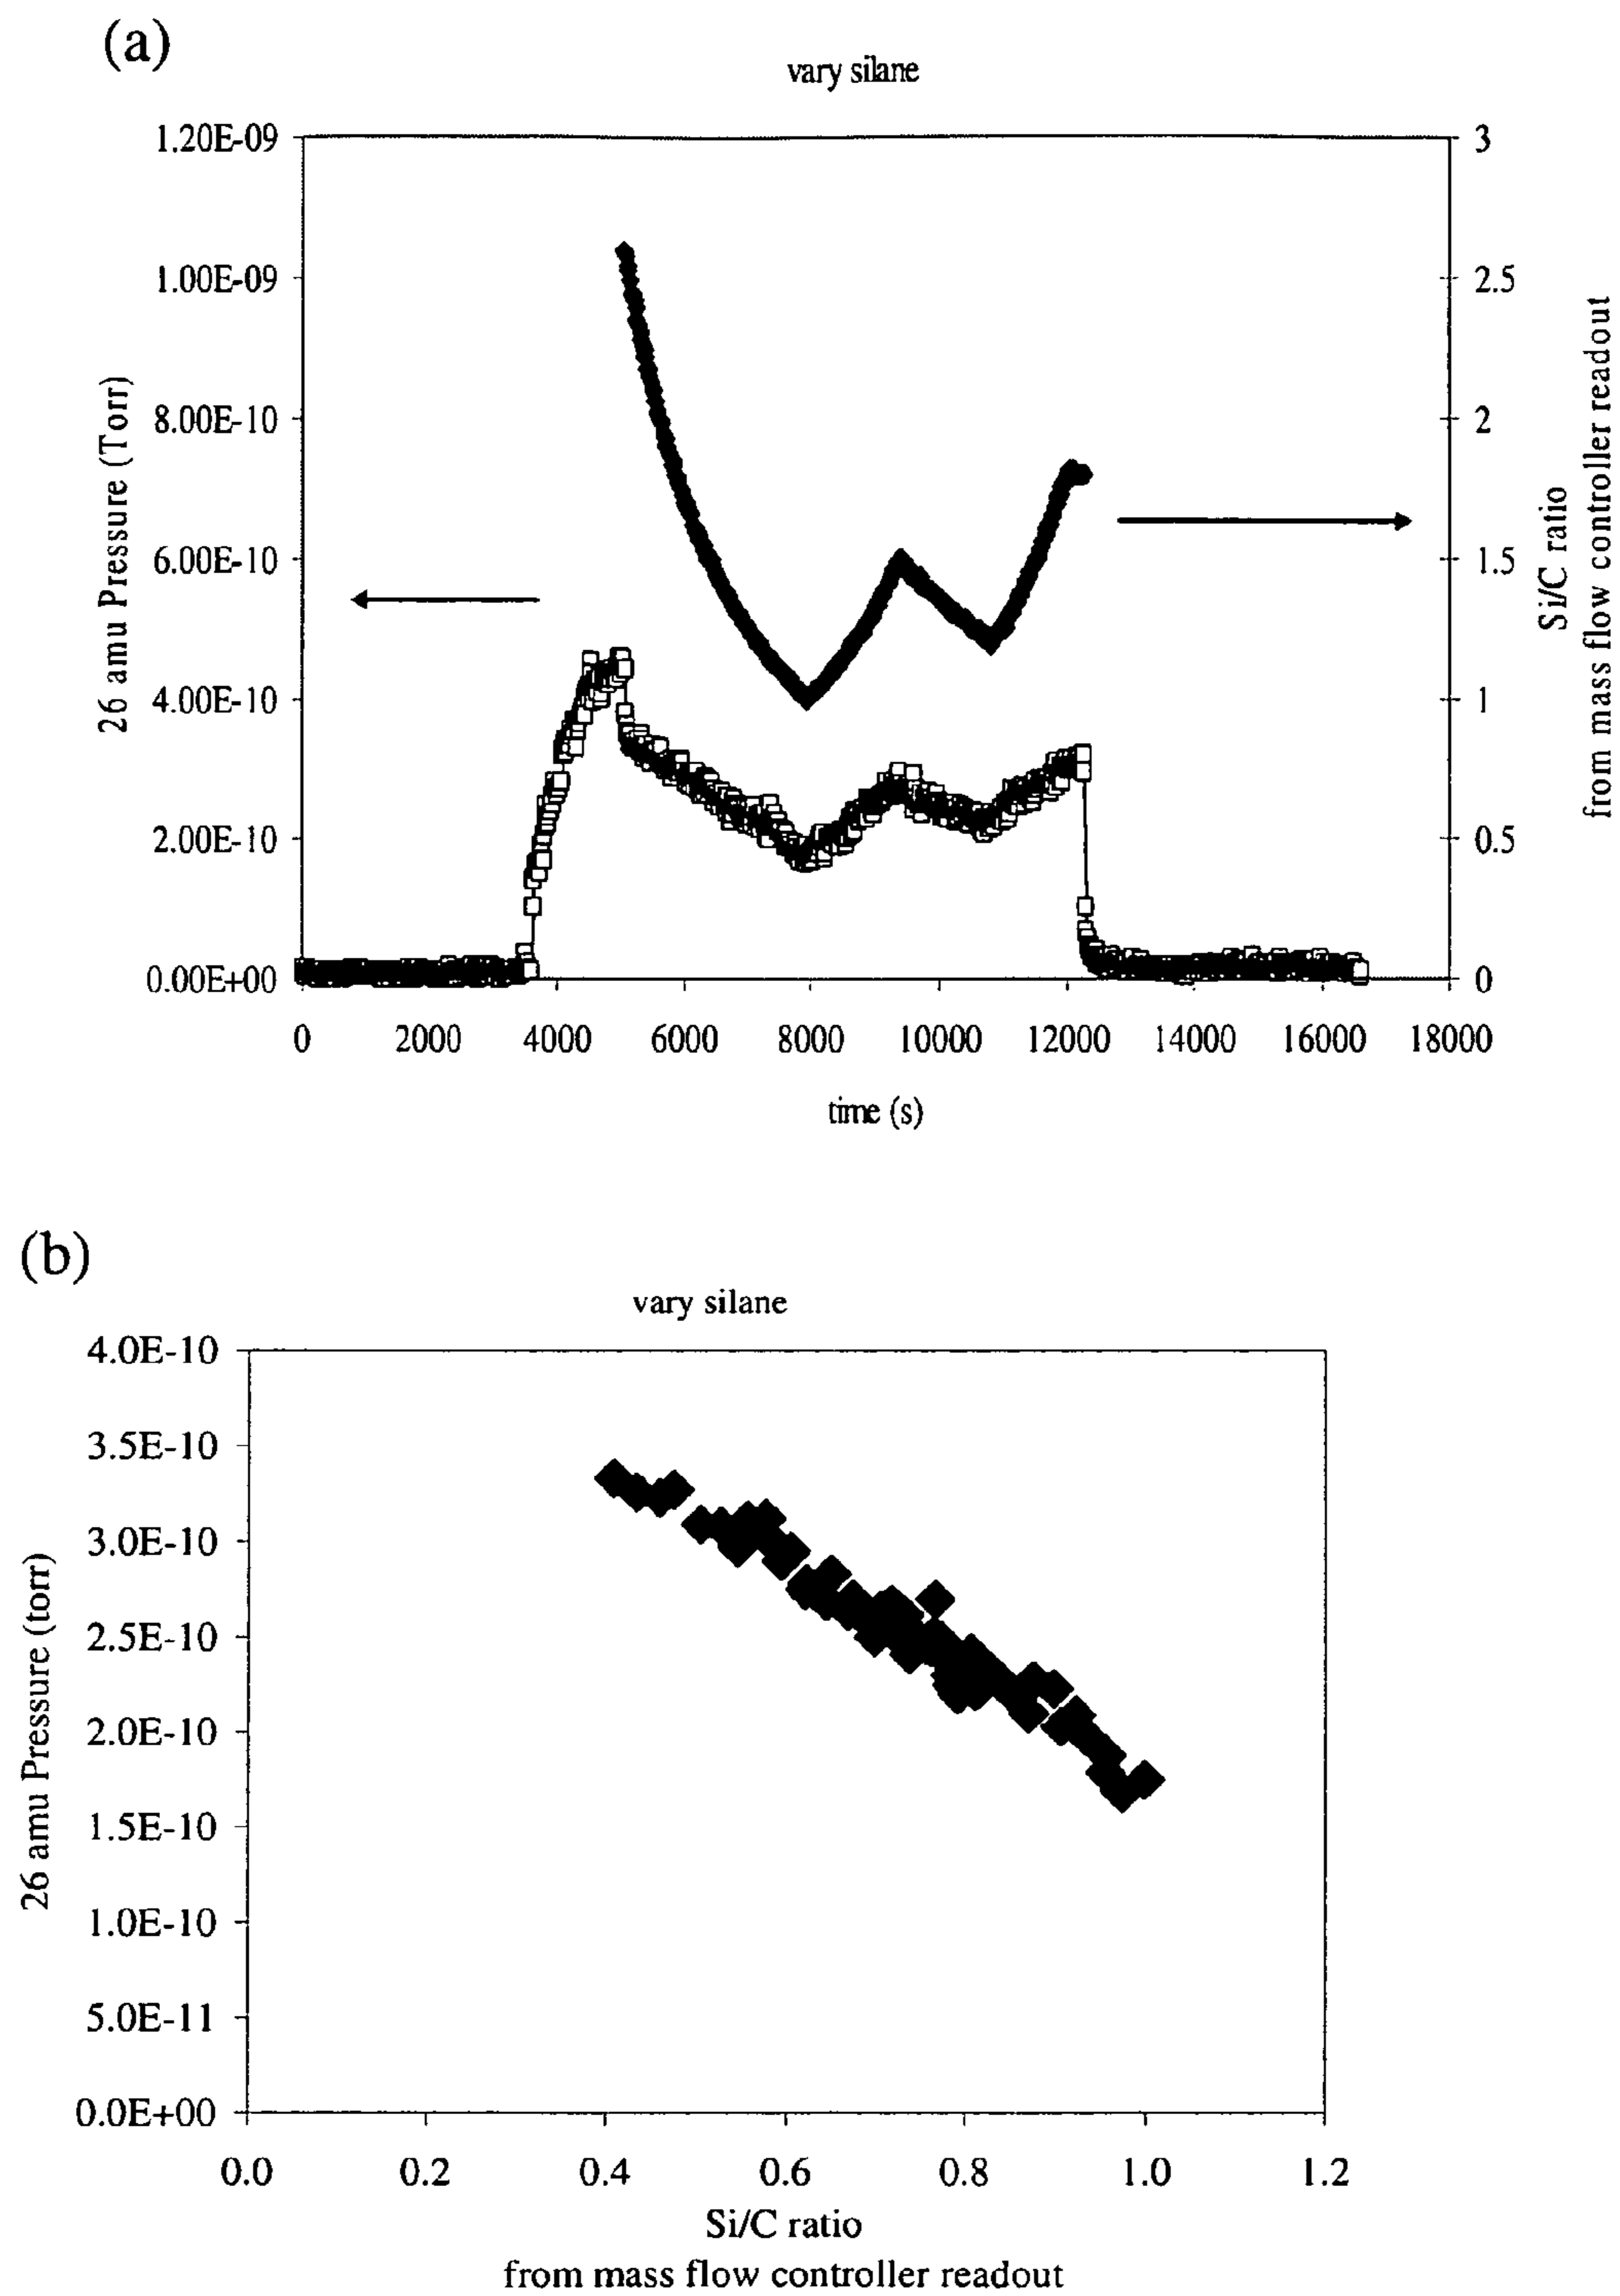 (a)
vary silane
1.20E-09
1.00E-09
8.00E-10
6.00E-10
4.00E-10
2.00E-10
0.00E+00
26 amu Pressure (Torr)
3
2.5
2
1.5
1
0.5
0
Si/C ratio
from mass flow controller readout
0 2000 4000 6000 8000 10000 12000 14000 16000 18000
time (s)
(b)
vary silane
4.0E-10
3.5E-10
3.0E-10
2.5E-10
2.0E-10
1.5E-10
1.0E-10
5.0E-11
0.0E+00
26 amu Pressure (torr)
0.0 0.2 0.4 0.6 0.8 1.0 1.2
Si/C ratio
from mass flow controller readout